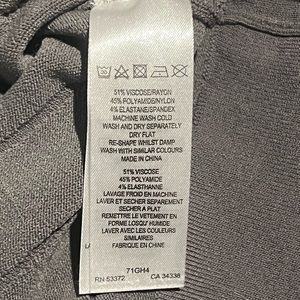 51% VISCOSE/RAYON
45% POLYAMIDE/NYLON
4% ELASTANE/SPANDEX
MACHINE WASH COLD
WASH AND DRY SEPARATELY
DRY FLAT
RE-SHAPE WHILST DAMP
WASH WITH SIMILAR COLOURS
MADE IN CHINA
51% VISCOSE
45% POLYAMIDE
4% ELASTHANNE
LAVAGE FROID EN MACHINE
LAVER ET SECHER SEPAREMENT
SECHER A PLAT
REMETTRE LE VETEMENT EN
FORME LOSQU' HUMIDE
LAVER AVEC LES COULEURS
SIMILAIRES
FABRIQUE EN CHINE
71GH4
RN 53372 CA 34338